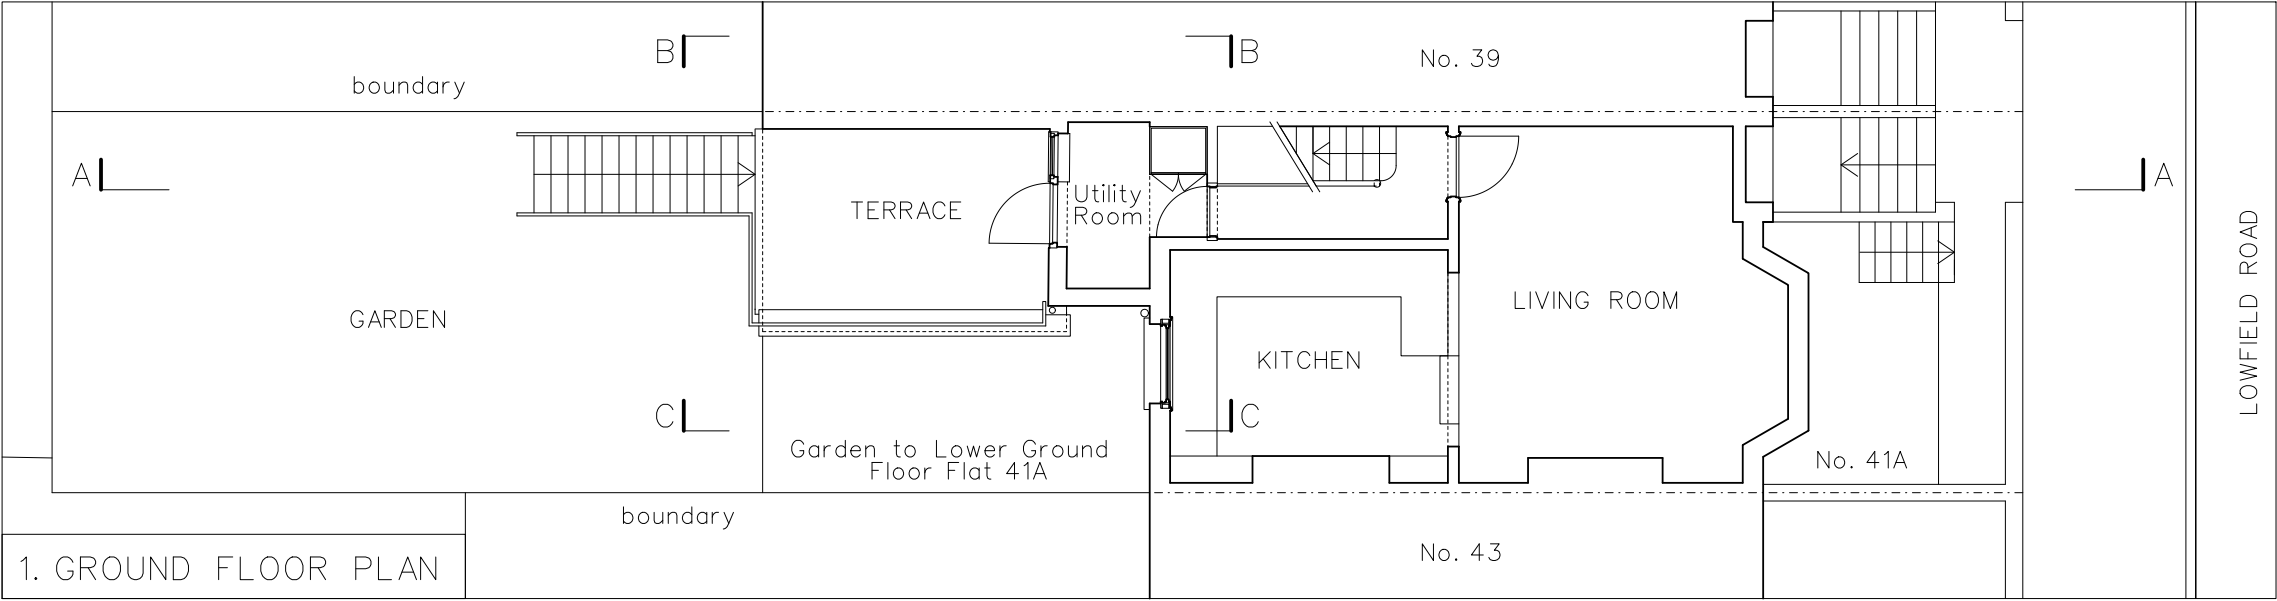 B
B
No. 39
boundary
A
A
Utility
Room
TERRACE
LOWFIELD ROAD
GARDEN
LIVING ROOM
KITCHEN
C
C
Garden to Lower Ground
Floor Flat 41A
No. 41A
boundary
No. 43
1. GROUND FLOOR PLAN